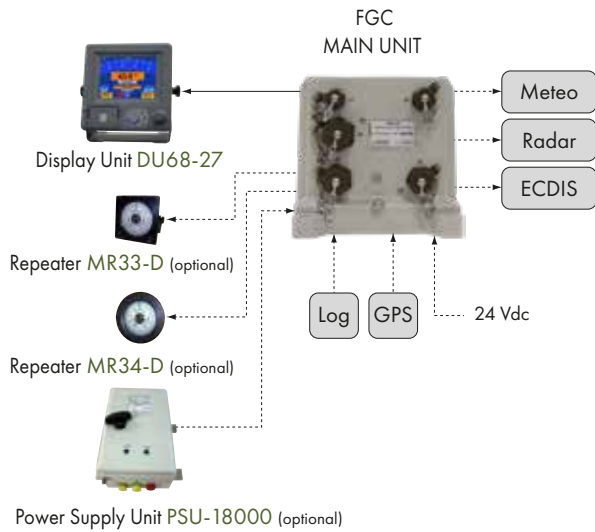 FGC
MAIN UNIT
Meteo
Radar
ECDIS
Display Unit DU68-27
Repeater MR33-D (optional)
Log
GPS
24 Vdc
Repeater MR34-D (optional)
Power Supply Unit PSU-18000 (optional)